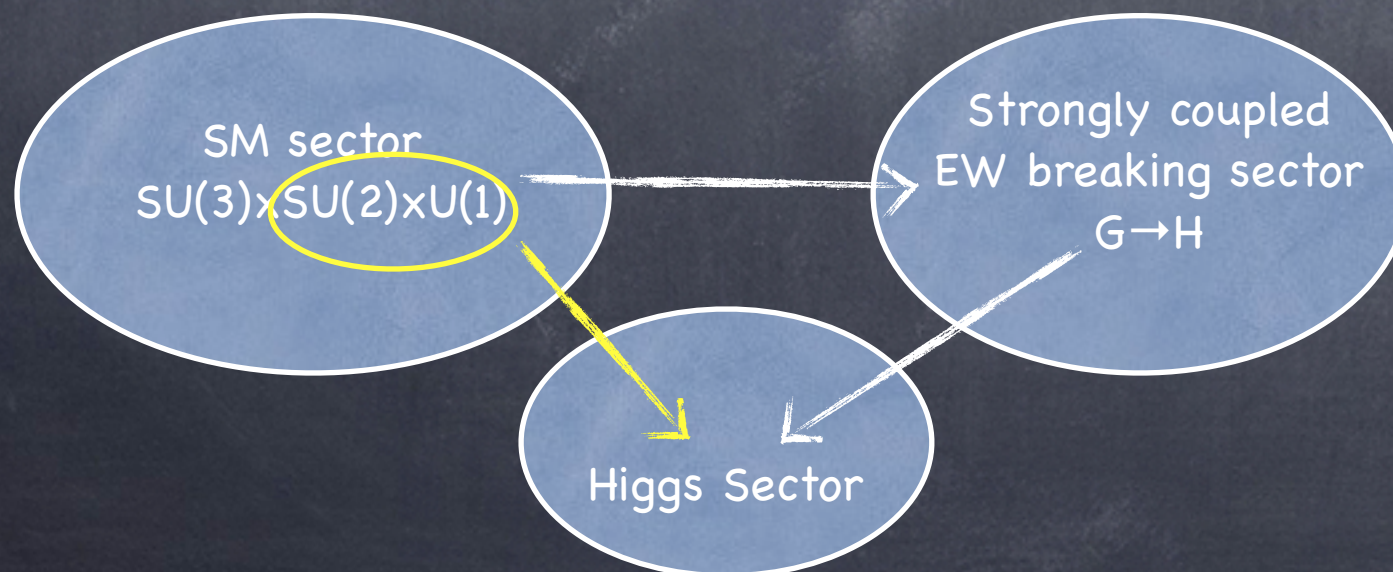 SM sector
SU(3)xSU(2)xU(1)
Strongly coupled
EW breaking sector
G→H
Higgs Sector